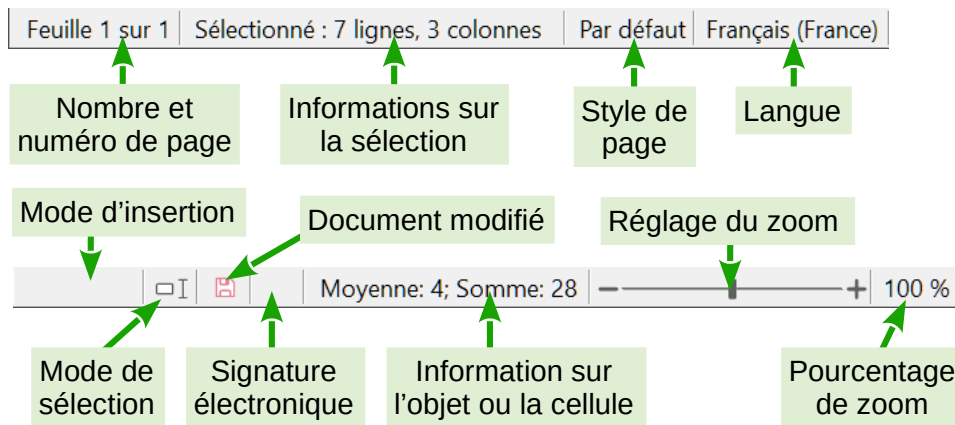 Feuille 1 sur 1 Sélectionné : 7 lignes, 3 colonnes Par défaut Français (France)
Nombre et
numéro de page
Informations sur
la sélection
Style de
page
Langue
Mode d'insertion
Document modifié
Réglage du zoom
Moyenne: 4; Somme: 28 100 %
Mode de
sélection
Signature
électronique
Information sur
l'objet ou la cellule
Pourcentage
de zoom